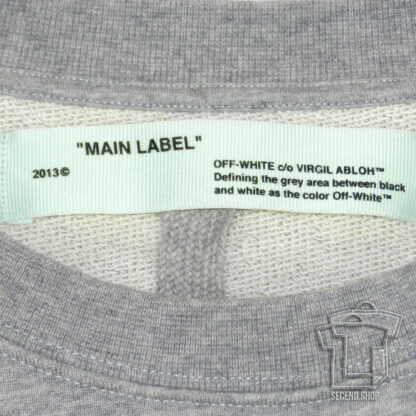 "MAIN LABEL"
2013©
OFF-WHITE c/o VIRGIL ABLOH™
Defining the grey area between black
and white as the color Off-White™
SECEND.SHOP